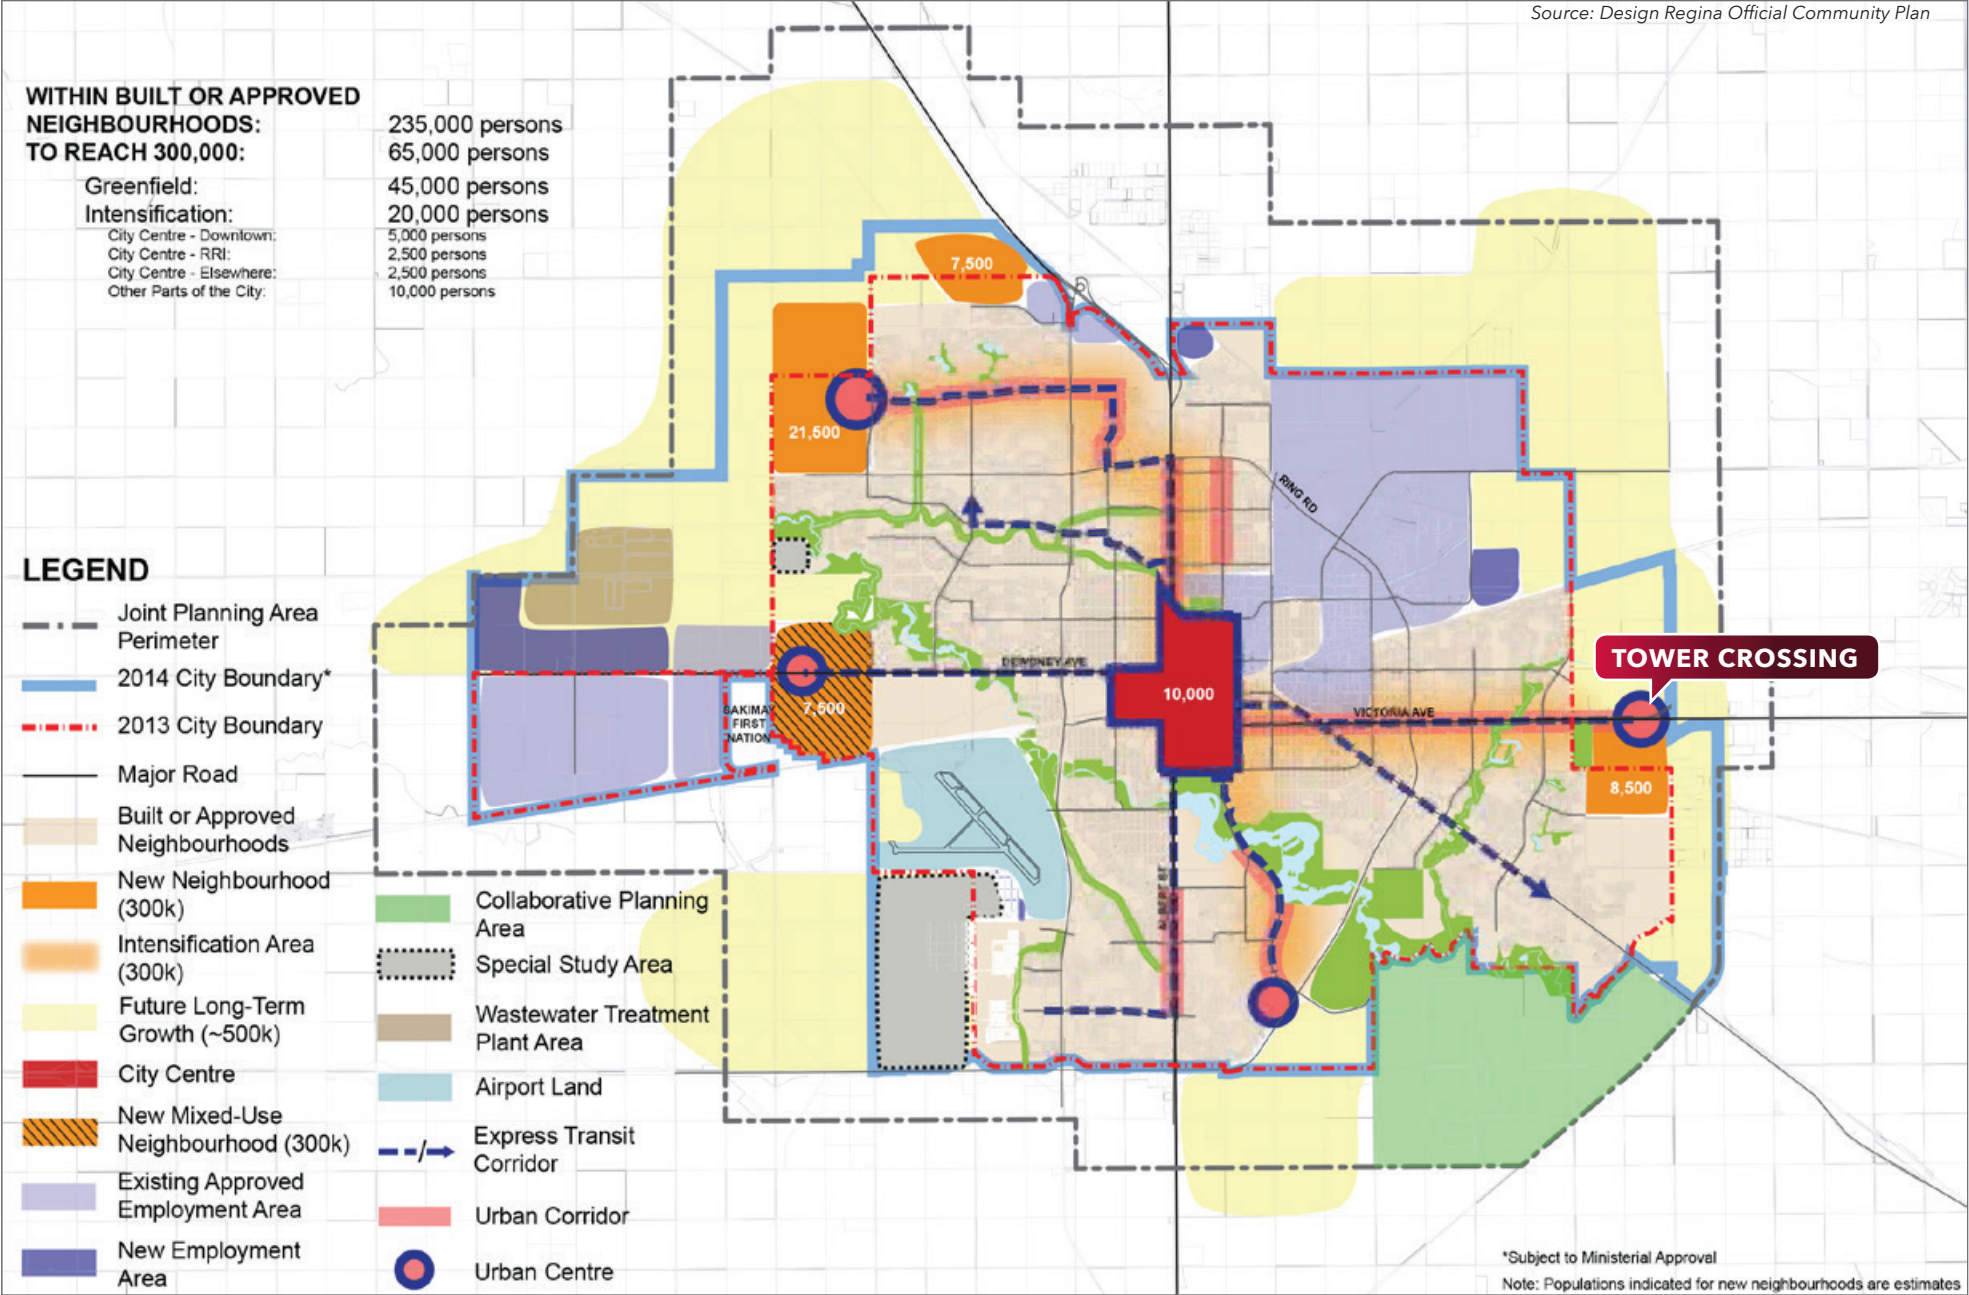 Source: Design Regina Official Community Plan
WITHIN BUILT OR APPROVED
NEIGHBOURHOODS: 235,000 persons
TO REACH 300,000: 65,000 persons
Greenfield: 45,000 persons
Intensification: 20,000 persons
City Centre - Downtown: 5,000 persons
City Centre - RRI: 2,500 persons
City Centre - Elsewhere: 2,500 persons
Other Parts of the City: 10,000 persons
7,500
21,500
RING RD
DEWDNEY AVE
TOWER CROSSING
10,000
7,500
SAKIMAY
FIRST
NATION
VICTORIA AVE
8,500
ALBERT ST
LEGEND
Joint Planning Area
Perimeter
2014 City Boundary*
2013 City Boundary
Major Road
Built or Approved
Neighbourhoods
New Neighbourhood
(300k)
Intensification Area
(300k)
Future Long-Term
Growth (~500k)
City Centre
New Mixed-Use
Neighbourhood (300k)
Existing Approved
Employment Area
New Employment
Area
Collaborative Planning
Area
Special Study Area
Wastewater Treatment
Plant Area
Airport Land
Express Transit
Corridor
Urban Corridor
Urban Centre
*Subject to Ministerial Approval
Note: Populations indicated for new neighbourhoods are estimates